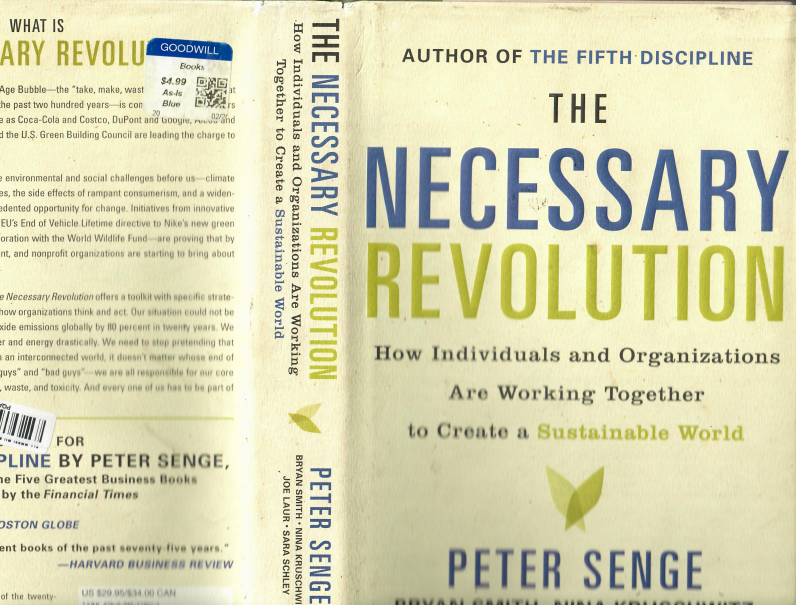 WHAT IS
ARY REVOLU
GOODWILL
Books
$4.99
As-Is
Blue
20
02/2
Age Bubble—the "take, make, wast
at
the past two hundred years—is con
rs
e as Coca-Cola and Costco, DuPont and Google, Alcoa and
d the U.S. Green Building Council are leading the charge to
e environmental and social challenges before us—climate
es, the side effects of rampant consumerism, and a widen-
edented opportunity for change. Initiatives from innovative
EU's End of Vehicle Lifetime directive to Nike's new green
oration with the World Wildlife Fund—are proving that by
nt, and nonprofit organizations are starting to bring about
e Necessary Revolution offers a toolkit with specific strate-
how organizations think and act. Our situation could not be
xide emissions globally by 80 percent in twenty years. We
er and energy drastically. We need to stop pretending that
n an interconnected world, it doesn't matter whose end of
guys" and "bad guys"—we are all responsible for our core
, waste, and toxicity. And every one of us has to be part of
FOR
PLINE BY PETER SENGE,
he Five Greatest Business Books
by the Financial Times
OSTON GLOBE
ent books of the past seventy-five years."
—HARVARD BUSINESS REVIEW
of the twenty-
US $29.95/$34.00 CAN
THE NECESSARY REVOLUTION
How Individuals and Organizations Are Working
Together to Create a Sustainable World
PETER SENGE
BRYAN SMITH • NINA KRUSCHWI
JOE LAUR • SARA SCHLEY
AUTHOR OF THE FIFTH DISCIPLINE
THE
NECESSARY
REVOLUTION
How Individuals and Organizations
Are Working Together
to Create a Sustainable World
PETER SENGE
BRYAN SMITH, NINA KRUSCHWITZ